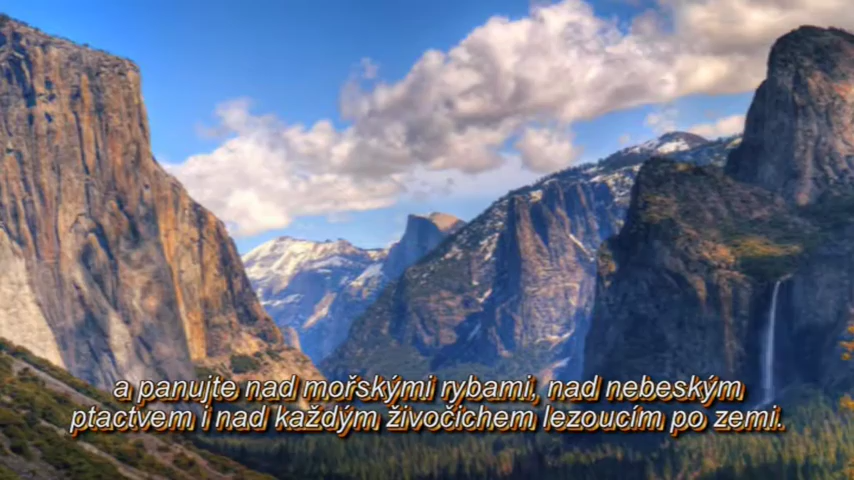 a panujte nad mořskými rybami, nad nebeským
ptactvem i nad každým živočichem lezoucím po zemi.